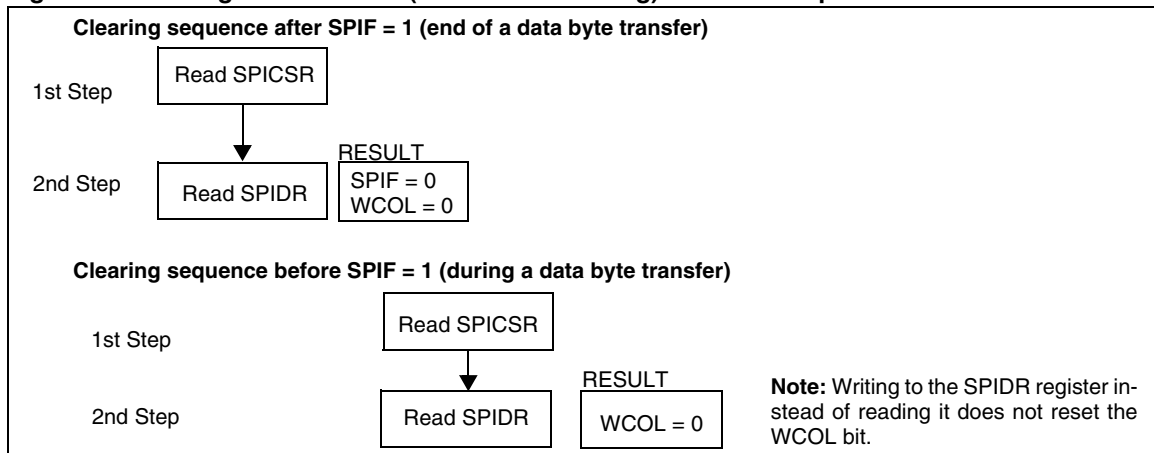 Clearing sequence after SPIF = 1 (end of a data byte transfer)
1st Step
Read SPICSR
2nd Step
Read SPIDR
RESULT
SPIF = 0
WCOL = 0
Clearing sequence before SPIF = 1 (during a data byte transfer)
1st Step
Read SPICSR
2nd Step
Read SPIDR
RESULT
WCOL = 0
Note: Writing to the SPIDR register in-
stead of reading it does not reset the
WCOL bit.